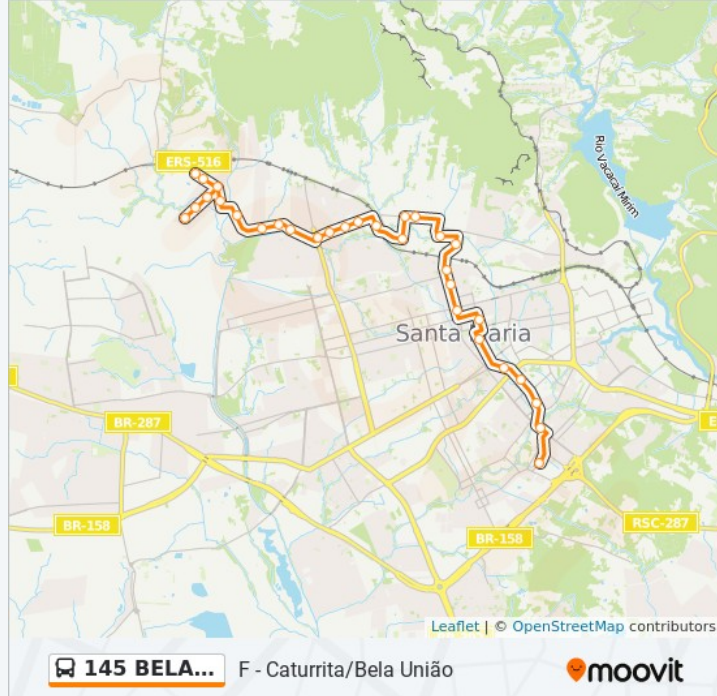 ERS-516
Rio Vacacaí Mirim
Santa Maria
BR-287
BR-158
BR-158
RSC-287
Leaflet | © OpenStreetMap contributors
145 BELA...
F - Caturrita/Bela União
moovit